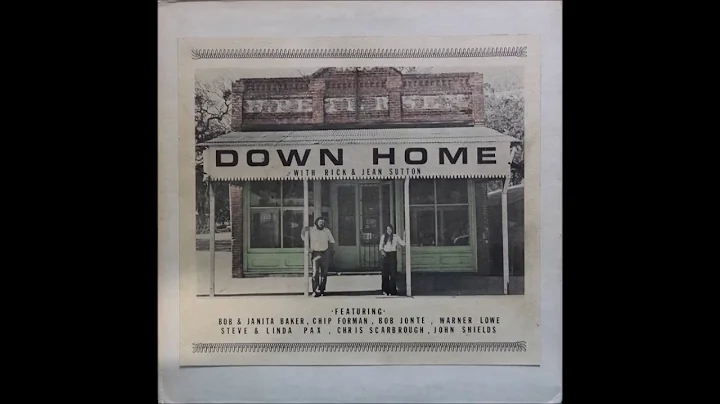 H.PETERSEN
DOWN HOME
WITH RICK & JEAN SUTTON
·FEATURING·
BOB & JANITA BAKER, CHIP FORMAN, BOB JONTE, WARNER LOWE
STEVE & LINDA PAX, CHRIS SCARBROUGH, JOHN SHIELDS